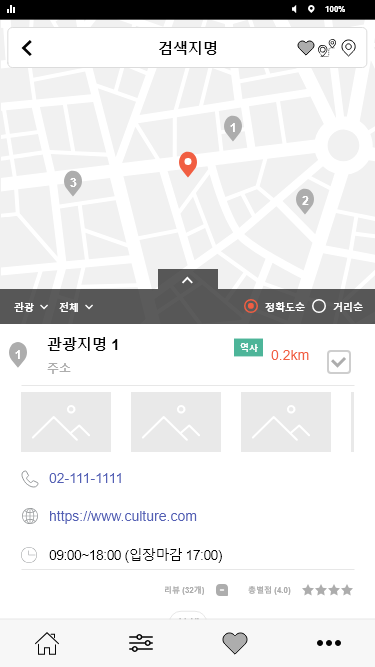 100%
검색지명
1
3
2
관광 전체 정확도순 거리순
1 관광지명 1 역사 0.2km
주소
02-111-1111
https://www.culture.com
09:00~18:00 (입장마감 17:00)
리뷰 (32개) 총별점 (4.0)